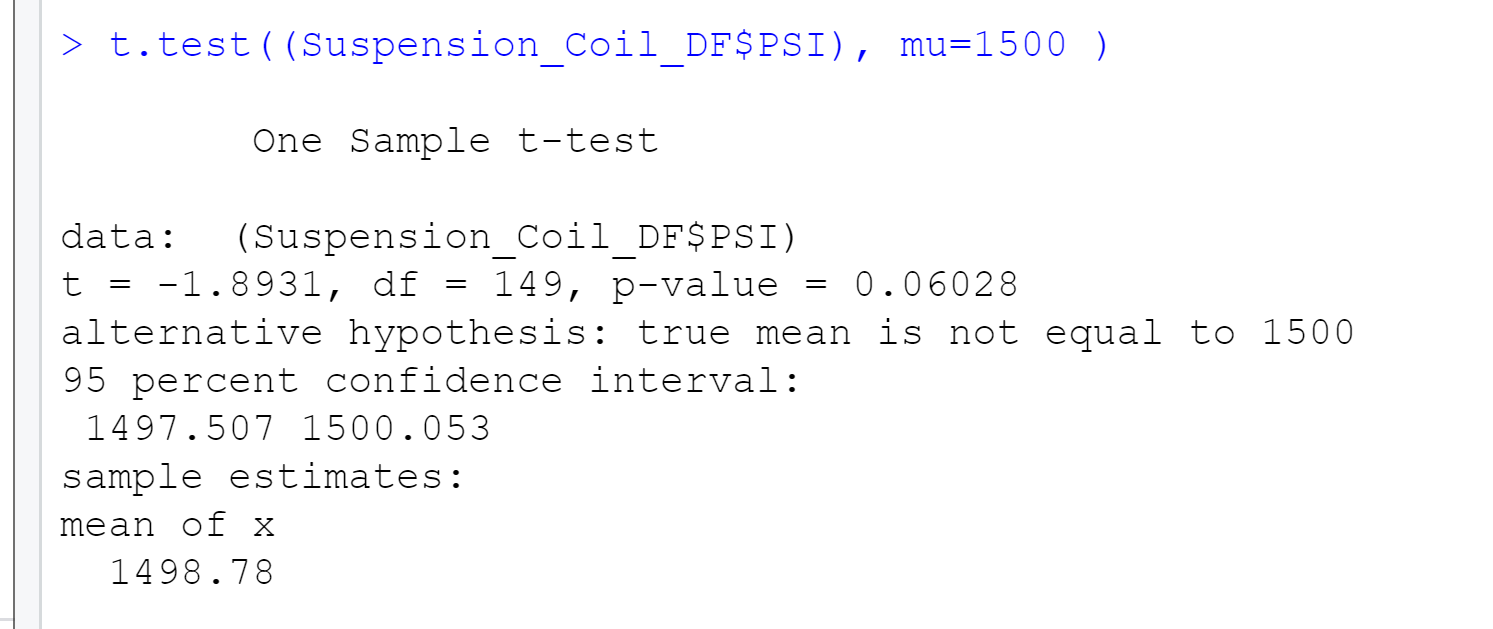 > t.test((Suspension_Coil_DF$PSI), mu=1500 )
One Sample t-test
data:  (Suspension_Coil_DF$PSI)
t = -1.8931, df = 149, p-value = 0.06028
alternative hypothesis: true mean is not equal to 1500
95 percent confidence interval:
1497.507 1500.053
sample estimates:
mean of x
1498.78